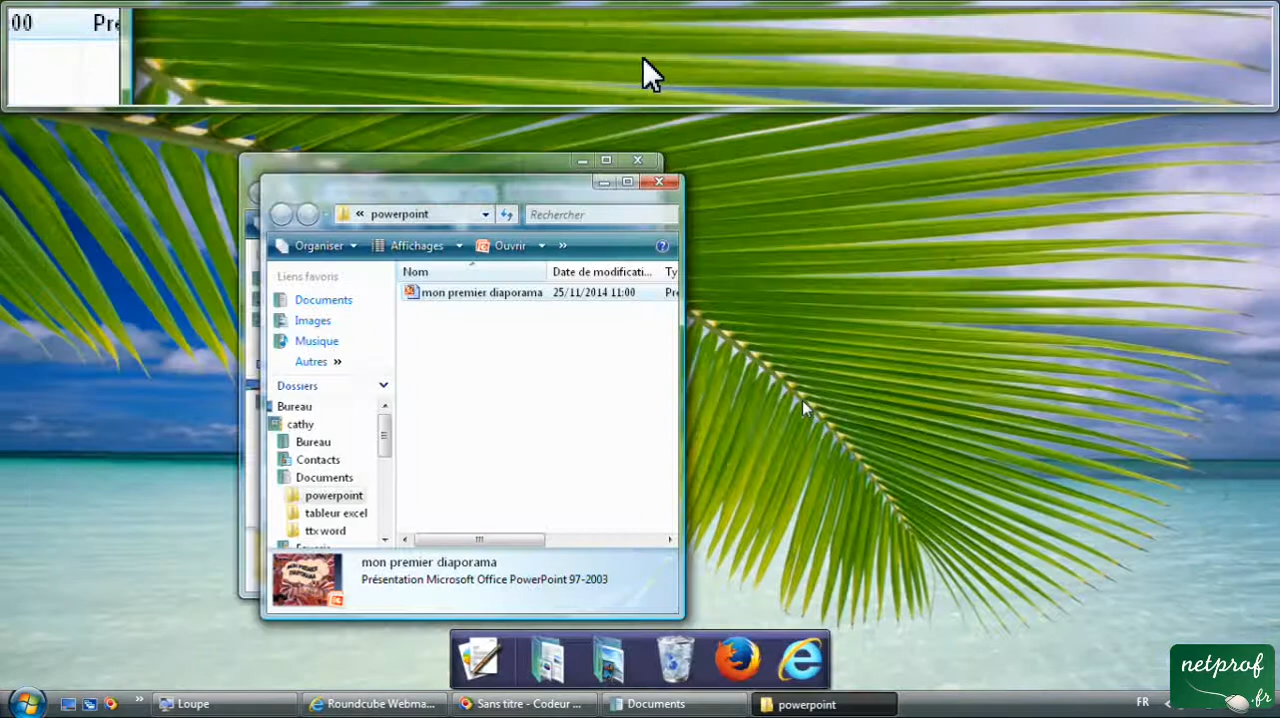 00 Pre
powerpoint
Rechercher
Organiser Affichages Ouvrir
Liens favoris
Nom Date de modificati... Ty
Documents
mon premier diaporama 25/11/2014 11:00 Pré
Images
Musique
Autres
Dossiers
Bureau
cathy
Bureau
Contacts
Documents
powerpoint
tableur excel
ttx word
mon premier diaporama
Présentation Microsoft Office PowerPoint 97-2003
netprof
.fr
Loupe
Roundcube Webma...
Sans titre - Codeur ...
Documents
powerpoint
FR